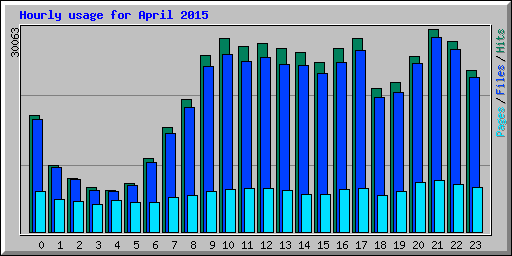 Hourly usage for April 2015
30063
Pages/Files/Hits
0 1 2 3 4 5 6 7 8 9 10 11 12 13 14 15 16 17 18 19 20 21 22 23